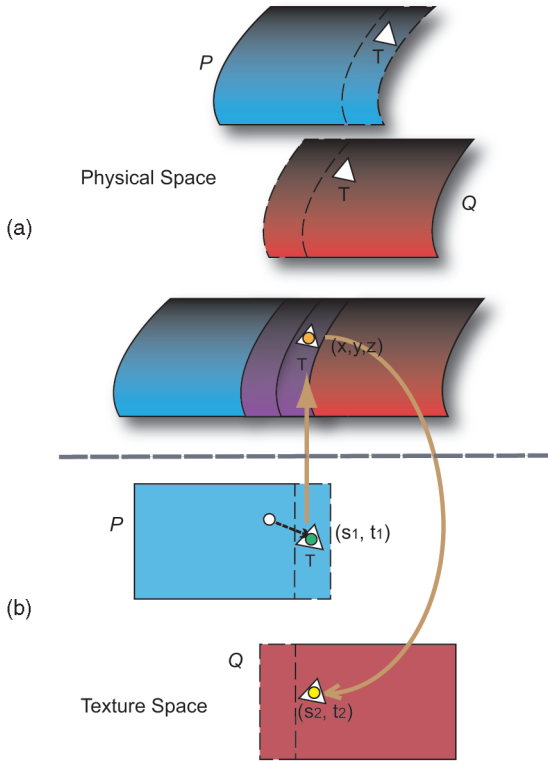 P
T
Physical Space
T
Q
(a)
(x,y,z)
T
P
(s1, t1)
T
(b)
Q
(s2, t2)
Texture Space